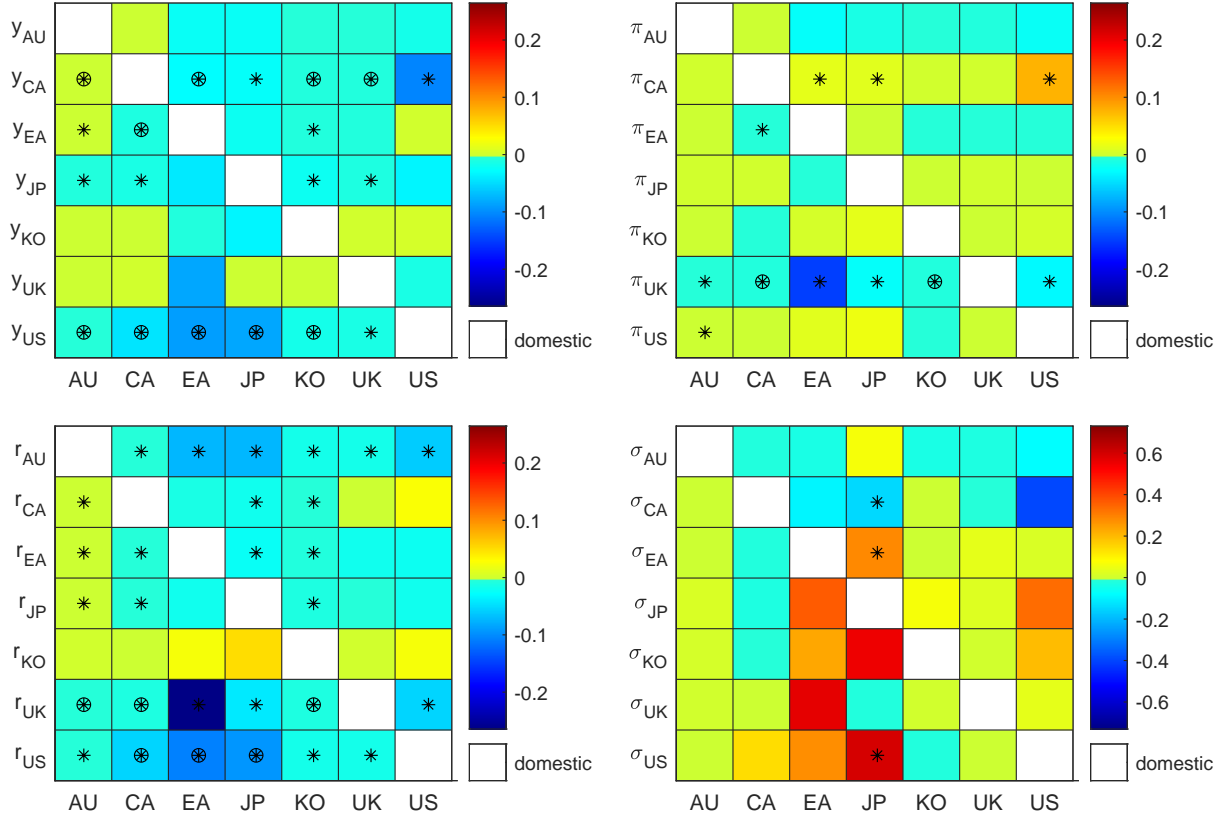 y_AU
y_CA
y_EA
y_JP
y_KO
y_UK
y_US
AU CA EA JP KO UK US
0.2
0.1
0
-0.1
-0.2
domestic
π_AU
π_CA
π_EA
π_JP
π_KO
π_UK
π_US
AU CA EA JP KO UK US
0.2
0.1
0
-0.1
-0.2
domestic
r_AU
r_CA
r_EA
r_JP
r_KO
r_UK
r_US
AU CA EA JP KO UK US
0.2
0.1
0
-0.1
-0.2
domestic
σ_AU
σ_CA
σ_EA
σ_JP
σ_KO
σ_UK
σ_US
AU CA EA JP KO UK US
0.6
0.4
0.2
0
-0.2
-0.4
-0.6
domestic